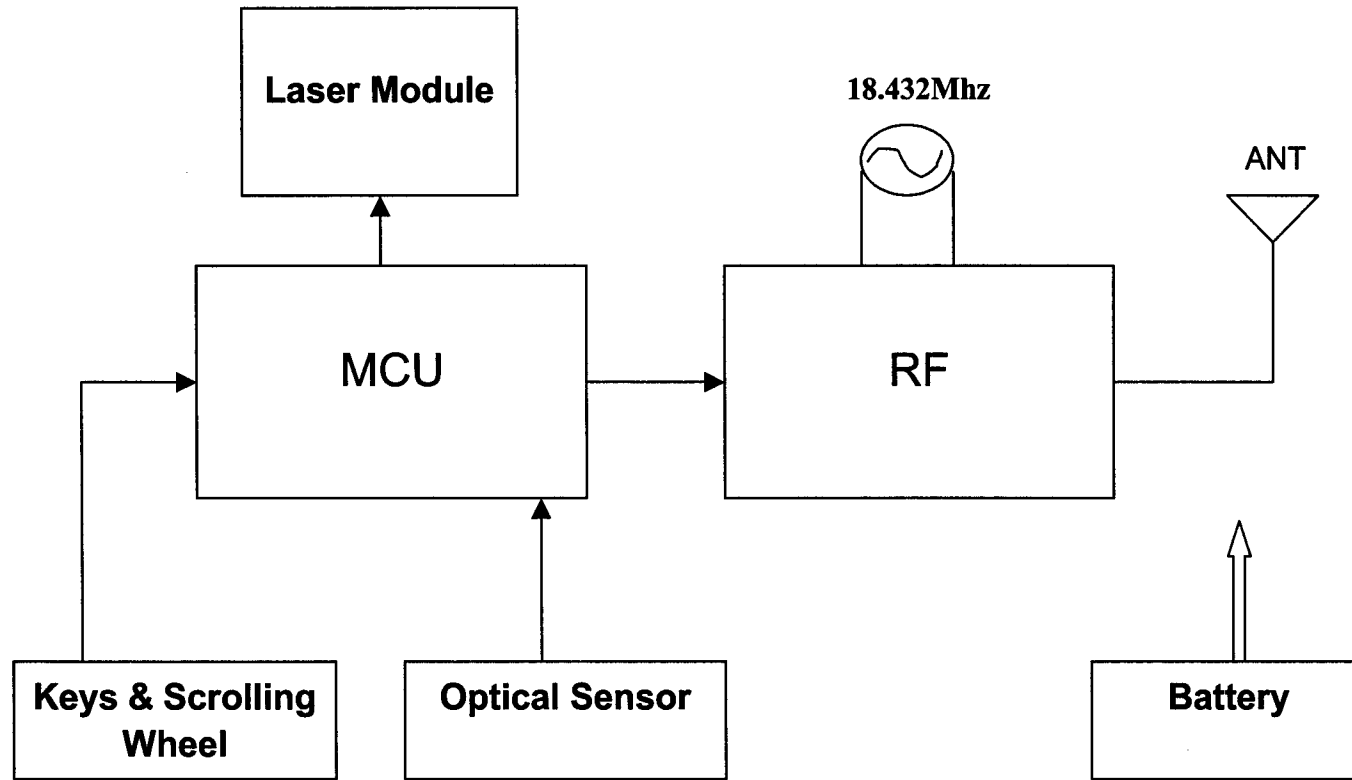 Laser Module
18.432Mhz
ANT
MCU
RF
Keys & Scrolling
Wheel
Optical Sensor
Battery